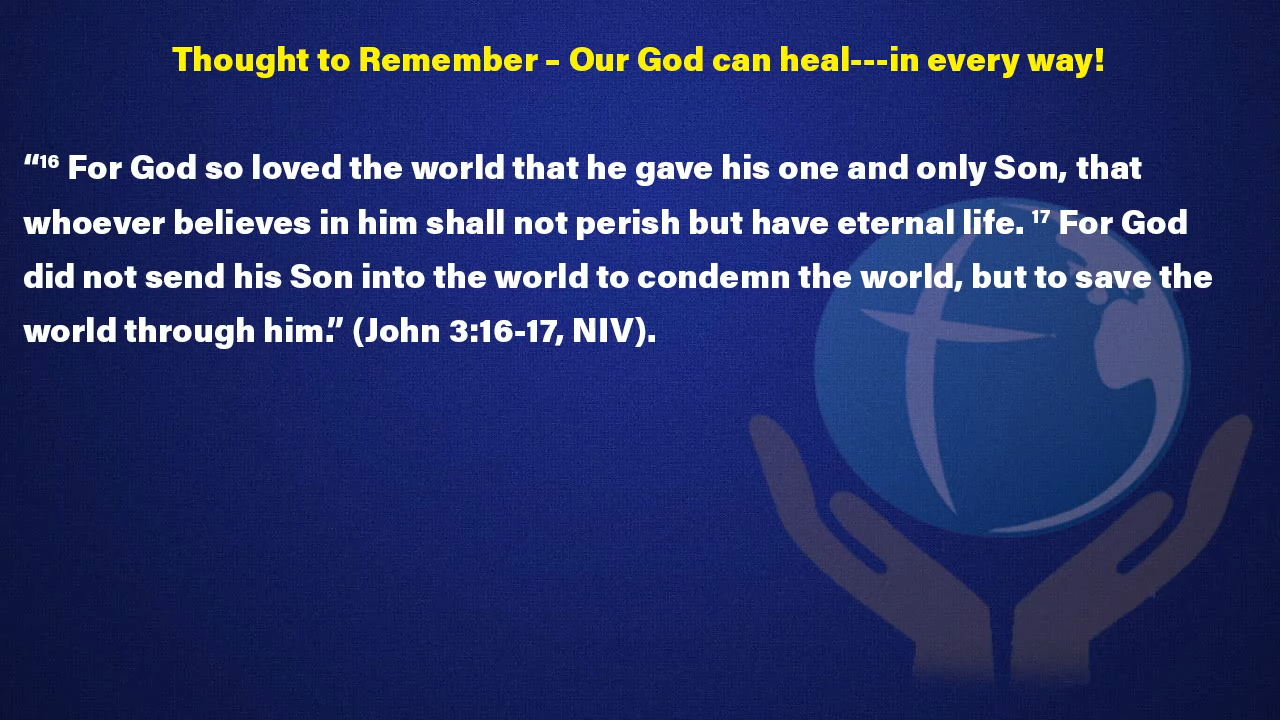 Thought to Remember – Our God can heal---in every way!
“16 For God so loved the world that he gave his one and only Son, that
whoever believes in him shall not perish but have eternal life. 17 For God
did not send his Son into the world to condemn the world, but to save the
world through him.” (John 3:16-17, NIV).